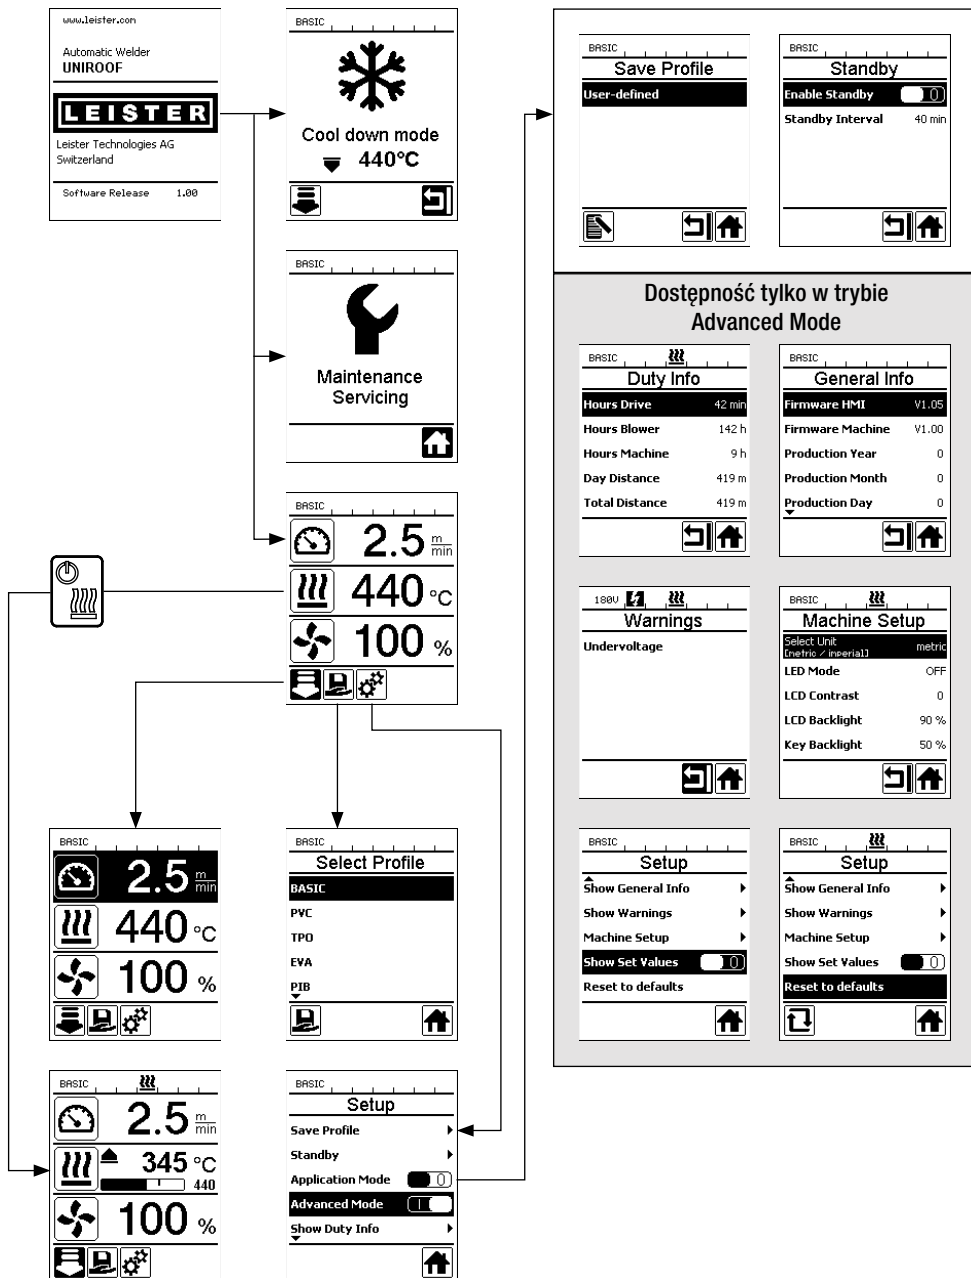 www.leister.com
Automatic Welder
UNIROOF
LEISTER
Leister Technologies AG
Switzerland
Software Release 1.00
BASIC
Cool down mode
440°C
BASIC
Maintenance
Servicing
BASIC
2.5 m/min
440 °C
100 %
BASIC
2.5 m/min
440 °C
100 %
BASIC
Select Profile
BASIC
PVC
TPO
EVA
PIB
BASIC
2.5 m/min
345 °C
440
100 %
BASIC
Setup
Save Profile
Standby
Application Mode 0
Advanced Mode I
Show Duty Info
BASIC
Save Profile
User-defined
BASIC
Standby
Enable Standby 0
Standby Interval 40 min
Dostępność tylko w trybie
Advanced Mode
BASIC
Duty Info
Hours Drive 42 min
Hours Blower 142 h
Hours Machine 9 h
Day Distance 419 m
Total Distance 419 m
BASIC
General Info
Firmware HMI V1.05
Firmware Machine V1.00
Production Year 0
Production Month 0
Production Day 0
180V
Warnings
Undervoltage
BASIC
Machine Setup
Select Unit
[metric / inperial] metric
LED Mode OFF
LCD Contrast 0
LCD Backlight 90 %
Key Backlight 50 %
BASIC
Setup
Show General Info
Show Warnings
Machine Setup
Show Set Values 0
Reset to defaults
BASIC
Setup
Show General Info
Show Warnings
Machine Setup
Show Set Values 0
Reset to defaults